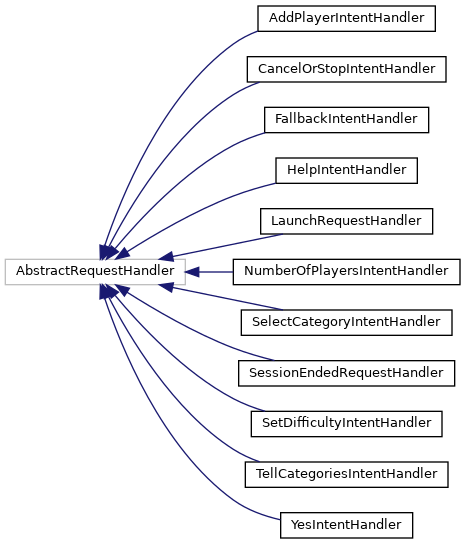 AddPlayerIntentHandler
CancelOrStopIntentHandler
FallbackIntentHandler
HelpIntentHandler
LaunchRequestHandler
AbstractRequestHandler
NumberOfPlayersIntentHandler
SelectCategoryIntentHandler
SessionEndedRequestHandler
SetDifficultyIntentHandler
TellCategoriesIntentHandler
YesIntentHandler